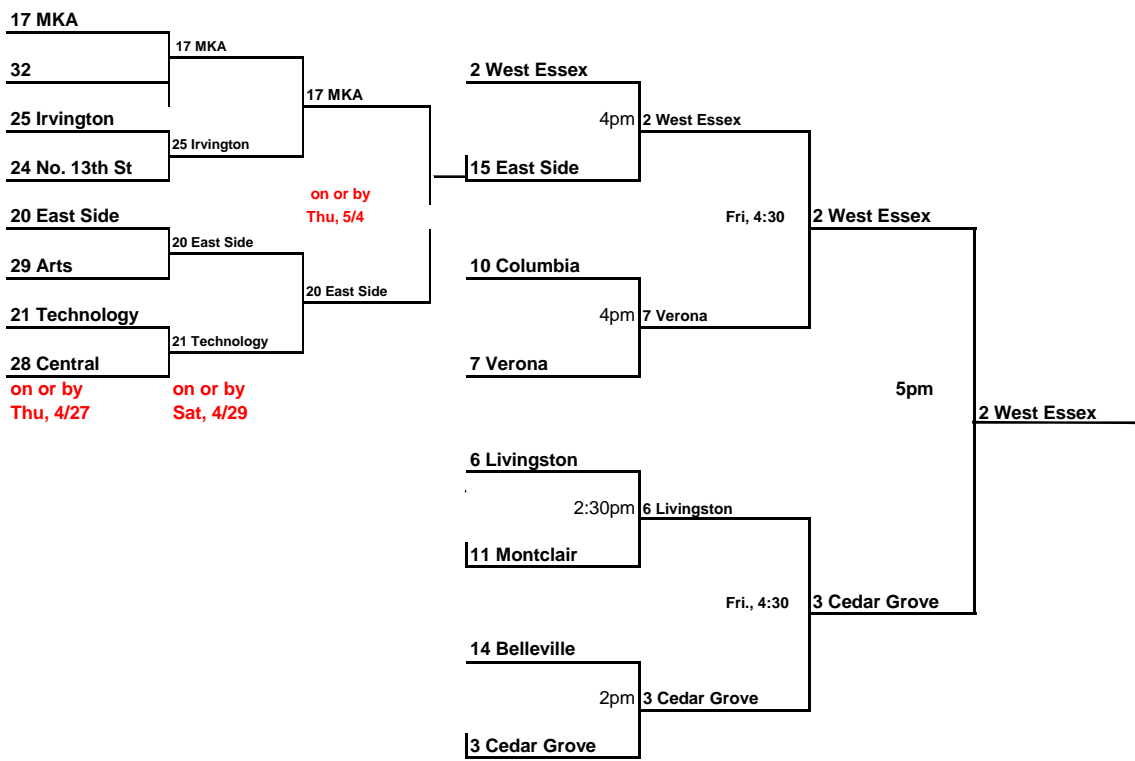 17 MKA
17 MKA
32
25 Irvington
25 Irvington
24 No. 13th St
17 MKA
20 East Side
20 East Side
29 Arts
21 Technology
21 Technology
28 Central
20 East Side
on or by
Thu, 4/27
on or by
Sat, 4/29
on or by
Thu, 5/4
2 West Essex
4pm
2 West Essex
15 East Side
Fri, 4:30
2 West Essex
10 Columbia
4pm
7 Verona
7 Verona
5pm
2 West Essex
6 Livingston
2:30pm
6 Livingston
11 Montclair
Fri., 4:30
3 Cedar Grove
14 Belleville
2pm
3 Cedar Grove
3 Cedar Grove